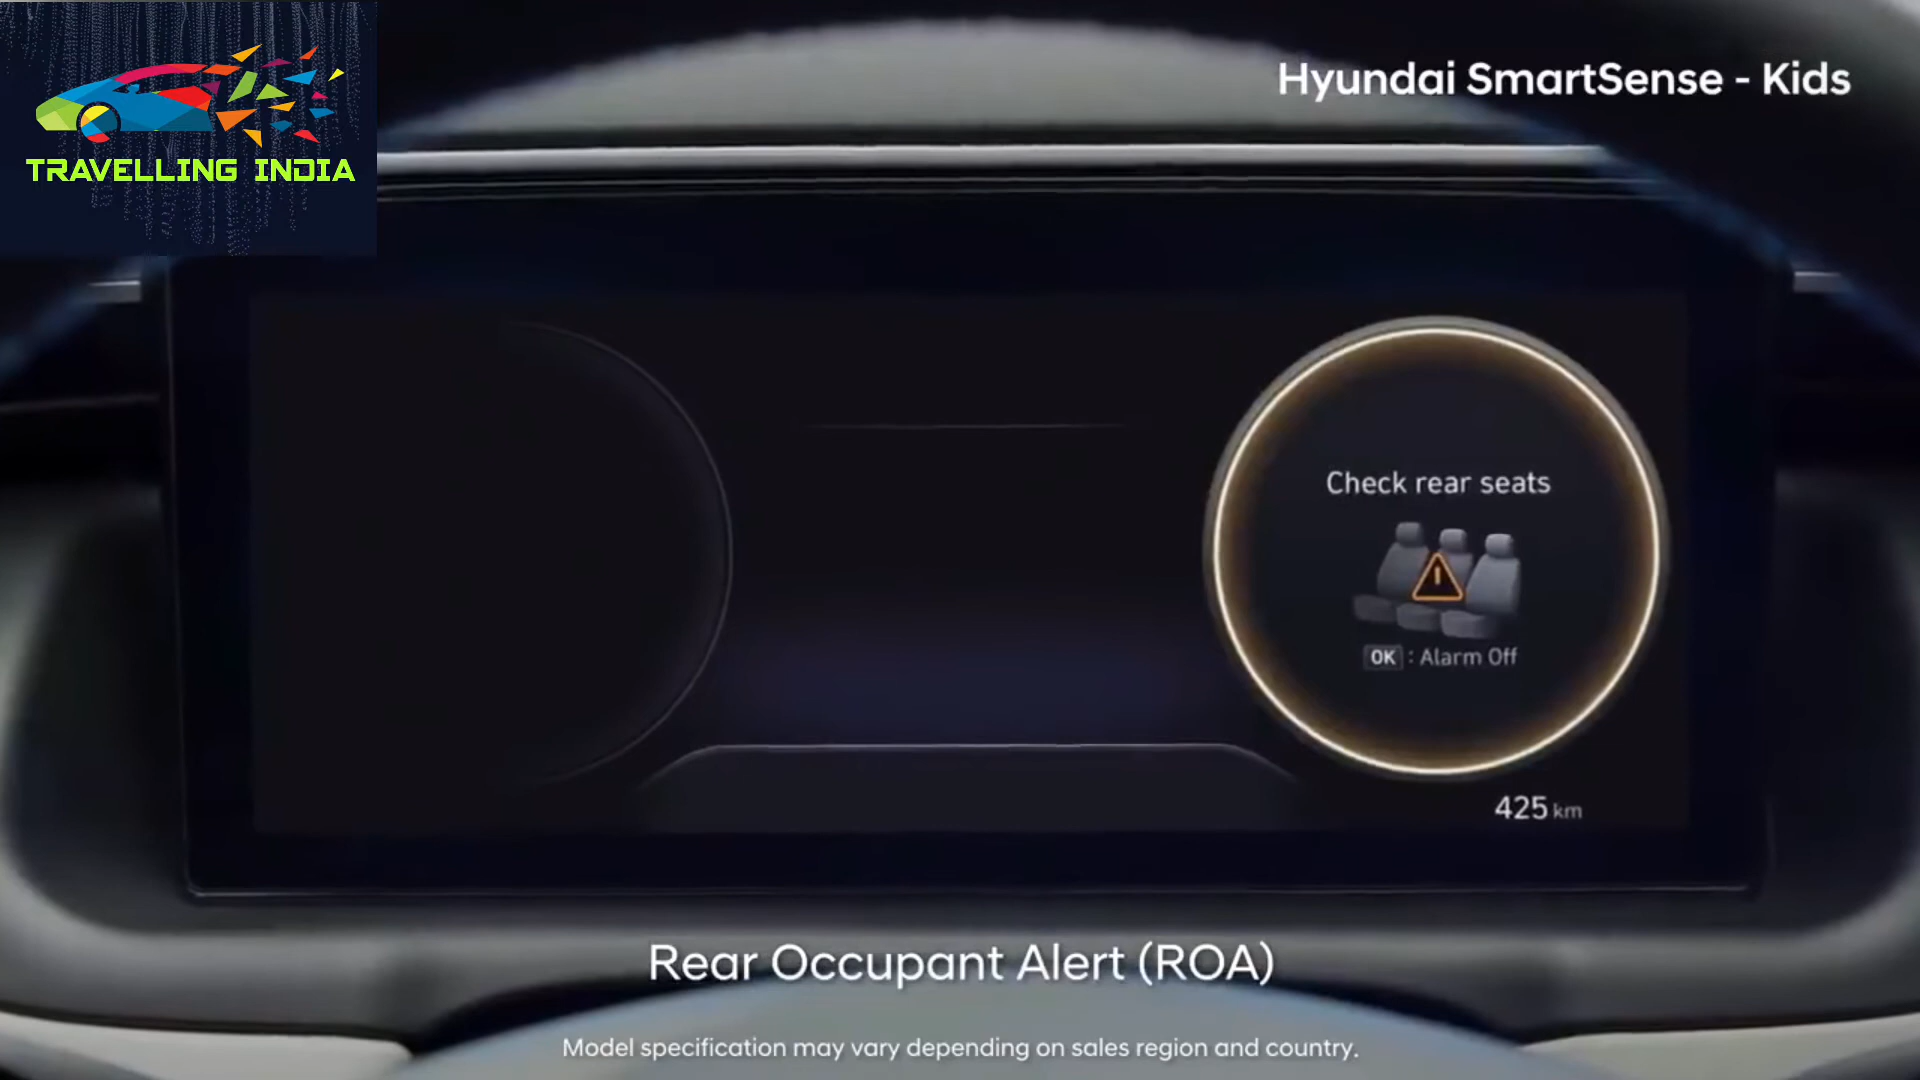 TRAVELLING INDIA
Hyundai SmartSense - Kids
Check rear seats
OK : Alarm Off
425 km
Rear Occupant Alert (ROA)
Model specification may vary depending on sales region and country.